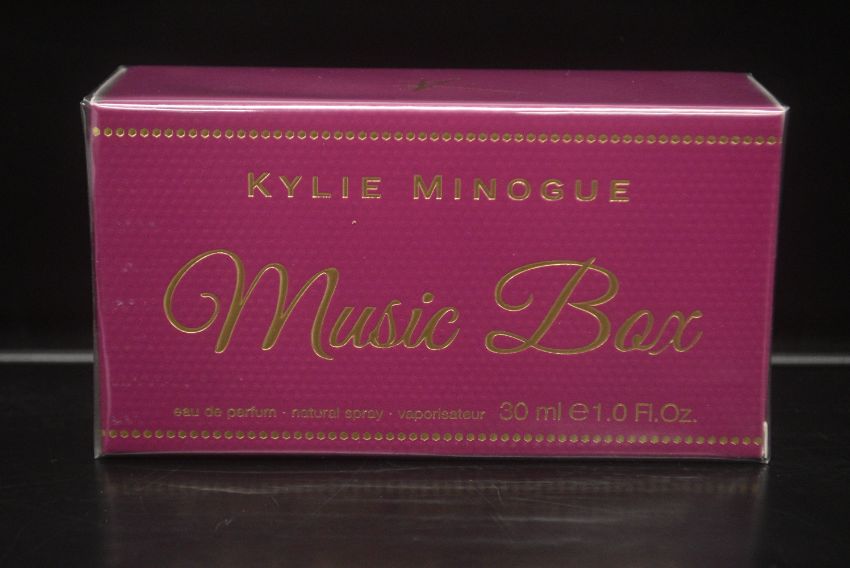 KYLIE MINOGUE
Music Box
eau de parfum · natural spray · vaporisateur 30 ml ℮ 1.0 Fl.Oz.